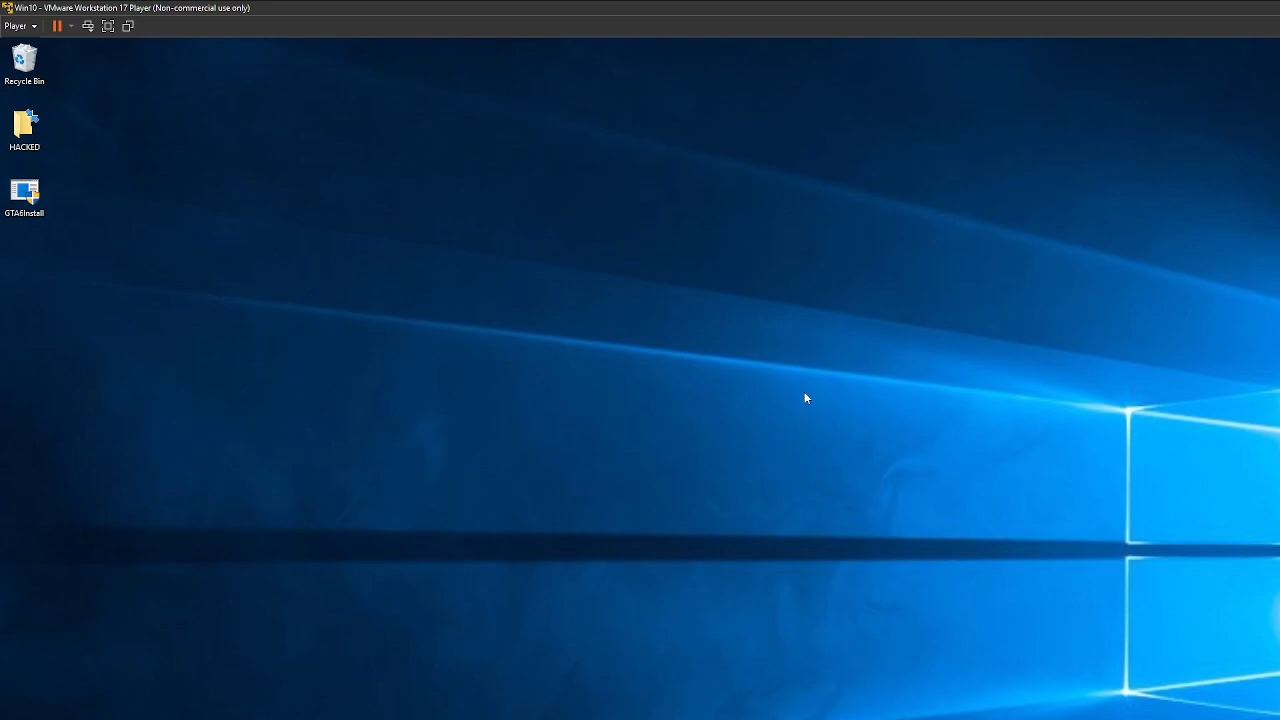 Win10 - VMware Workstation 17 Player (Non-commercial use only)
Player
Recycle Bin
HACKED
GTA6Install